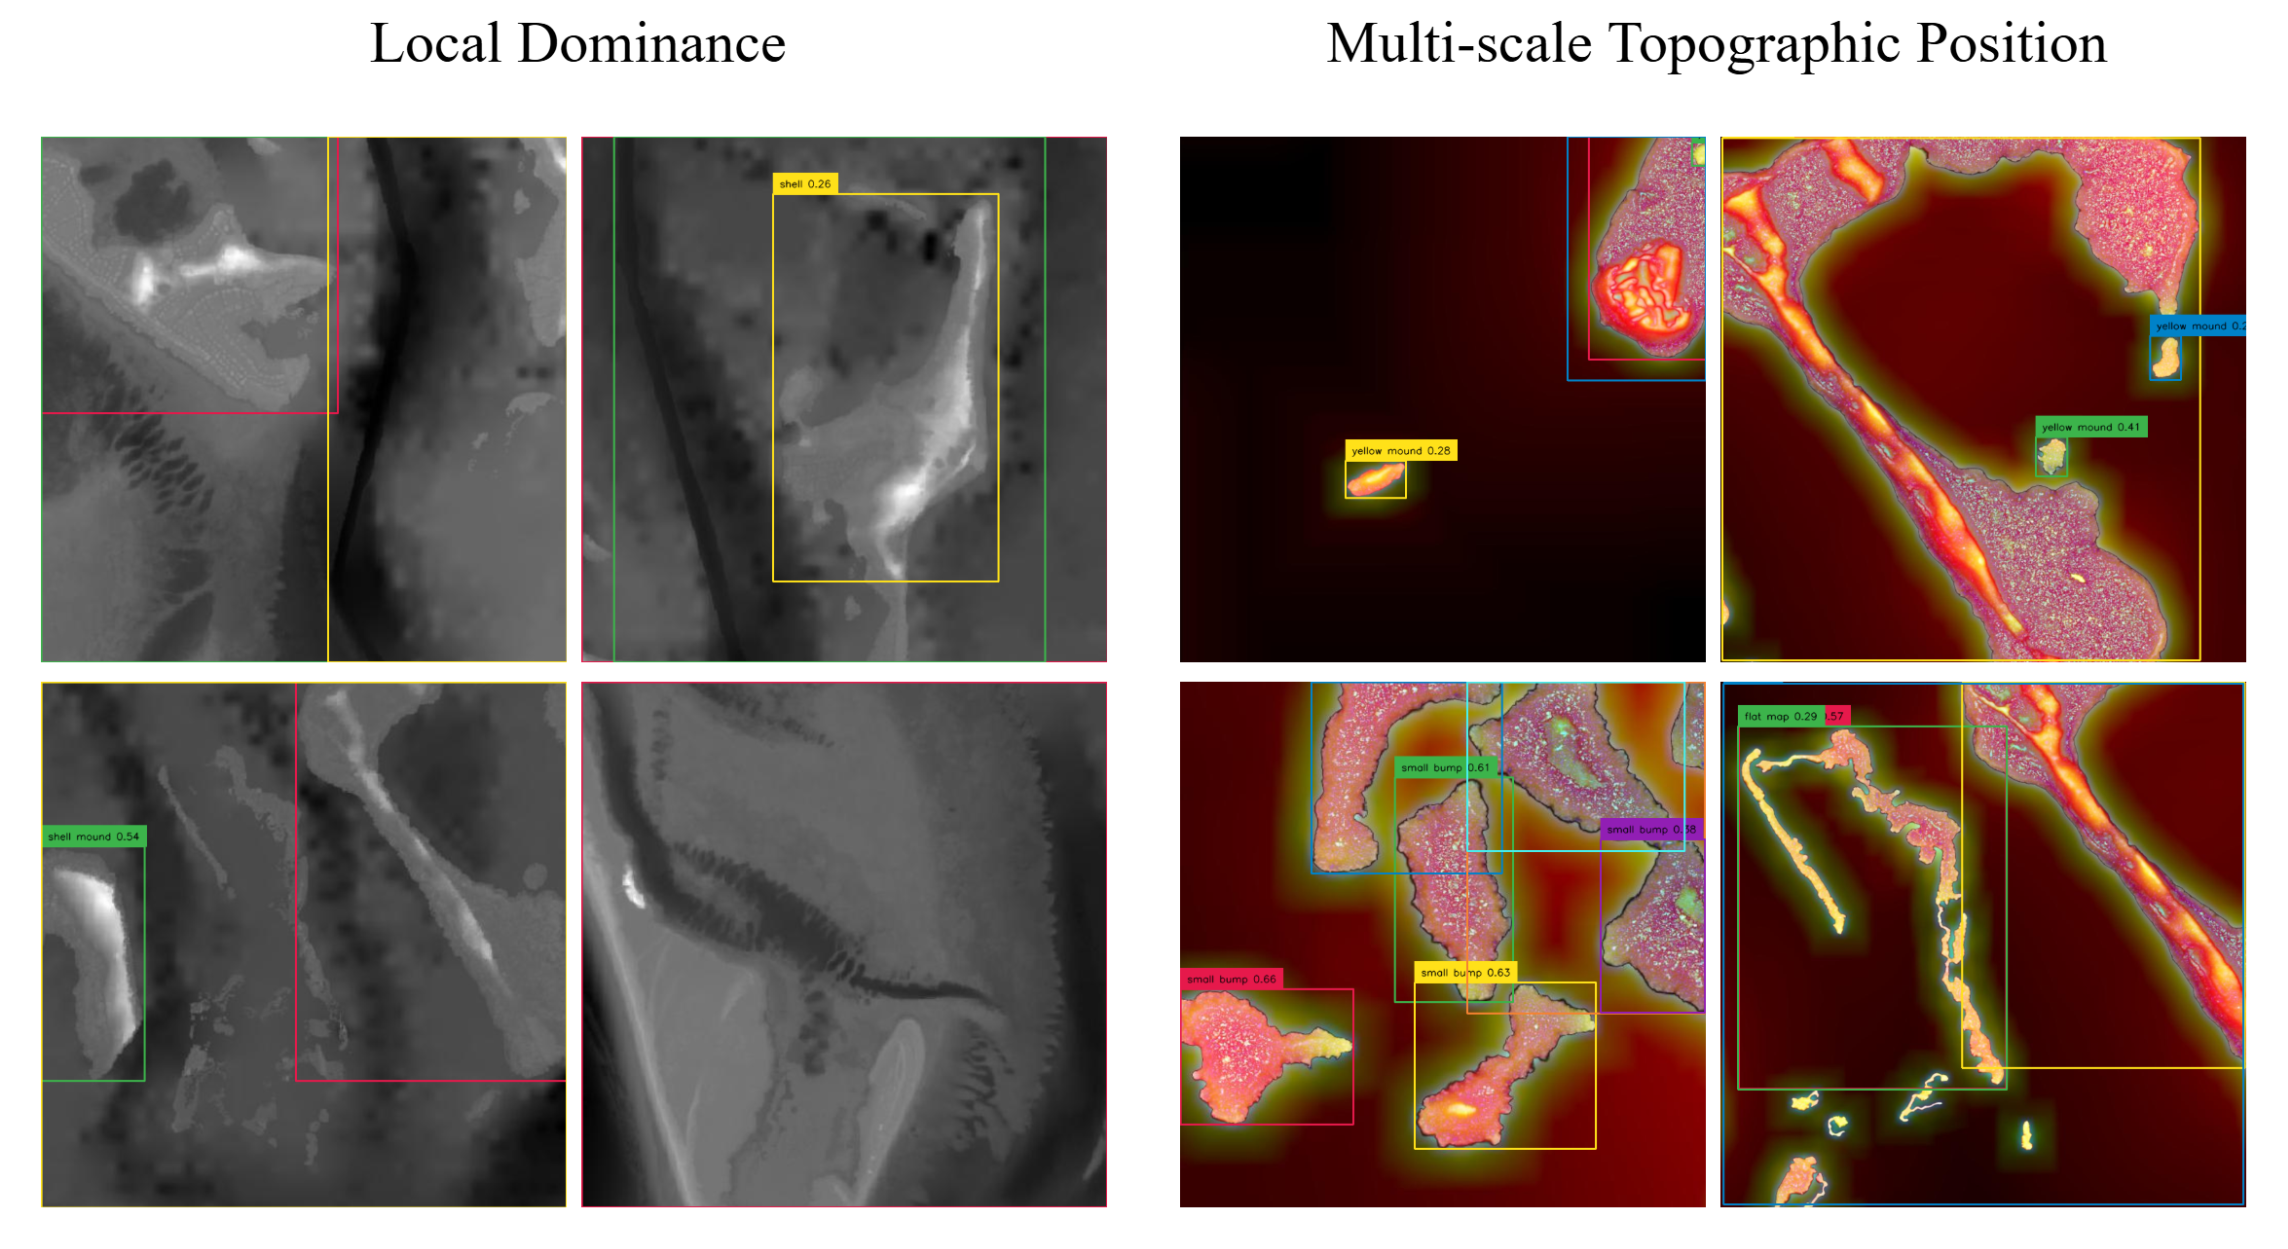 Local Dominance
Multi-scale Topographic Position
shell 0.26
yellow mound 0.28
yellow mound 0.2
yellow mound 0.41
shell mound 0.54
small bump 0.61
small bump 0.38
small bump 0.66
small bump 0.63
flat map 0.29
.57